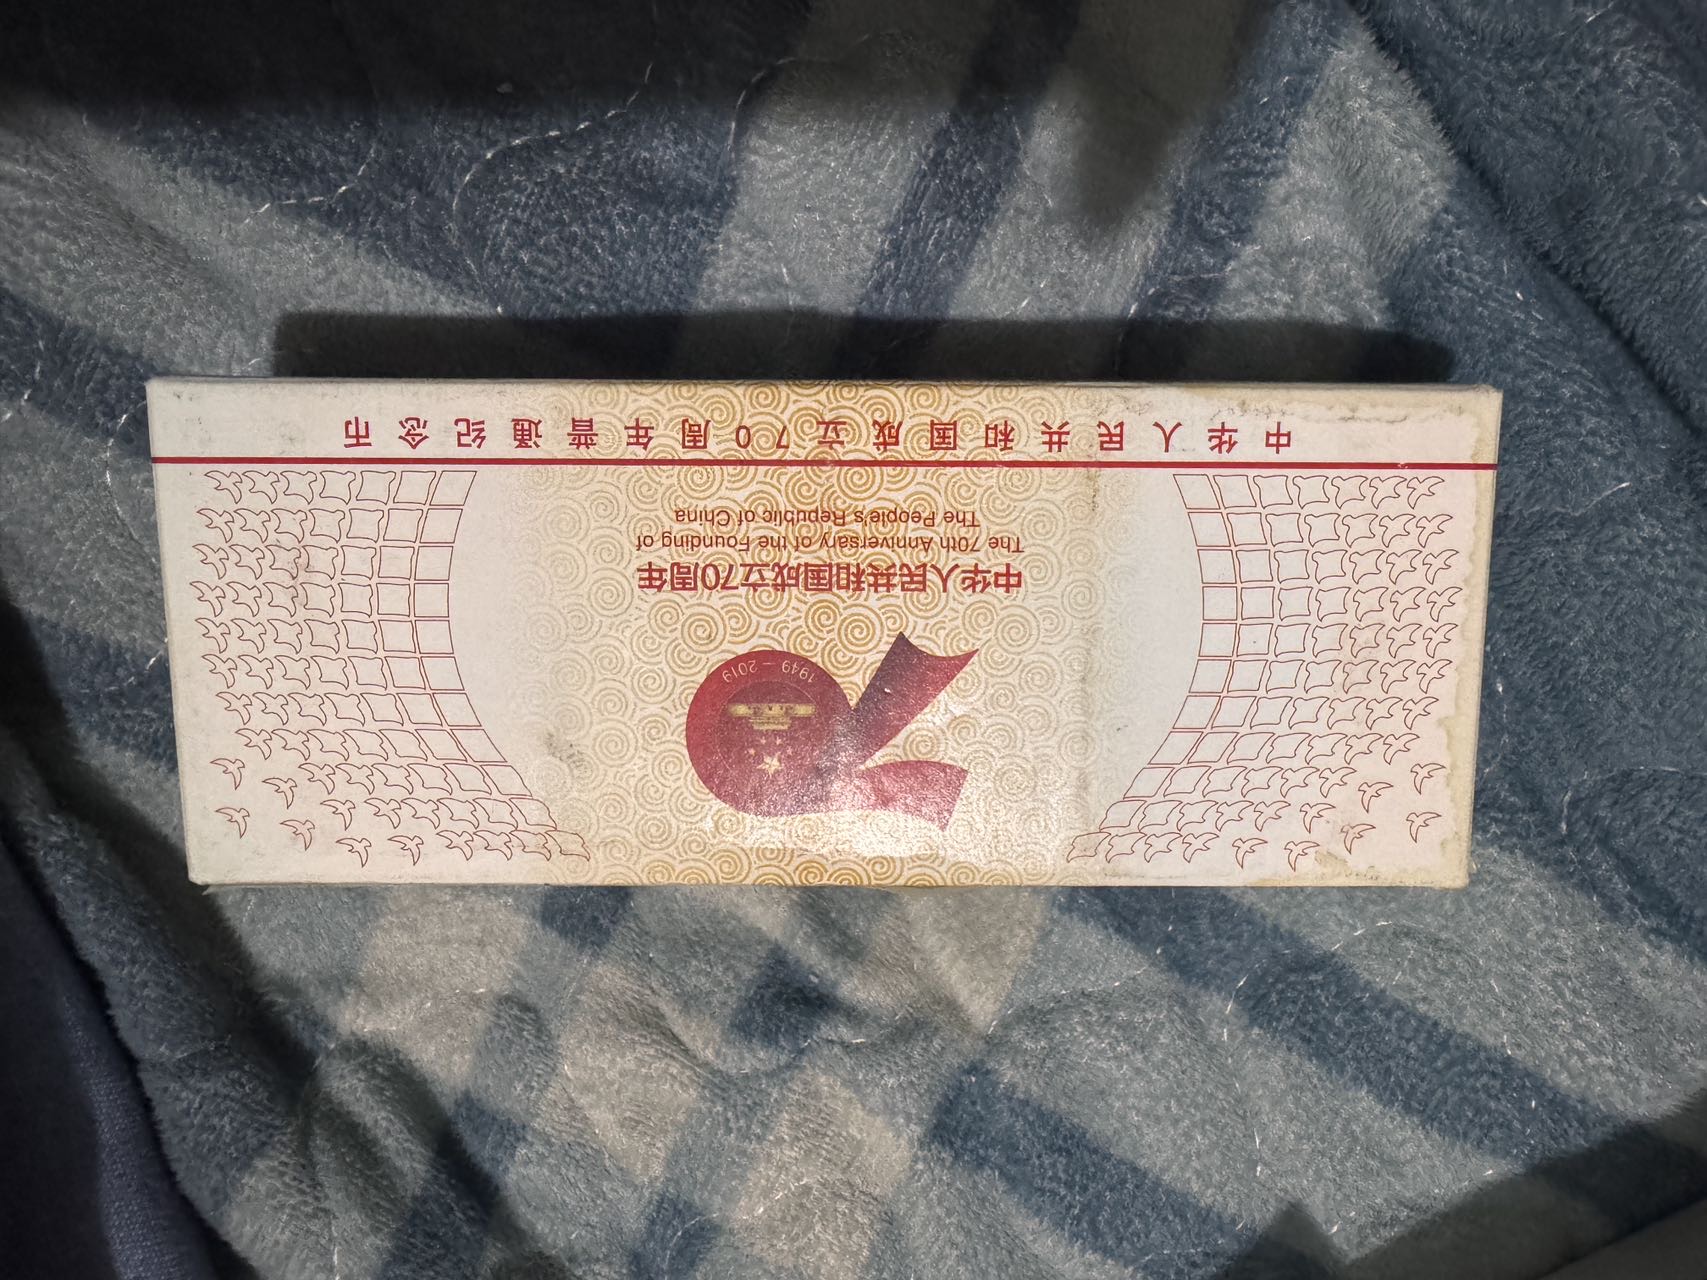 1949 – 2019
中华人民共和国成立70周年
The 70th Anniversary of the Founding of
The People's Republic of China
中华人民共和国成立70周年普通纪念币